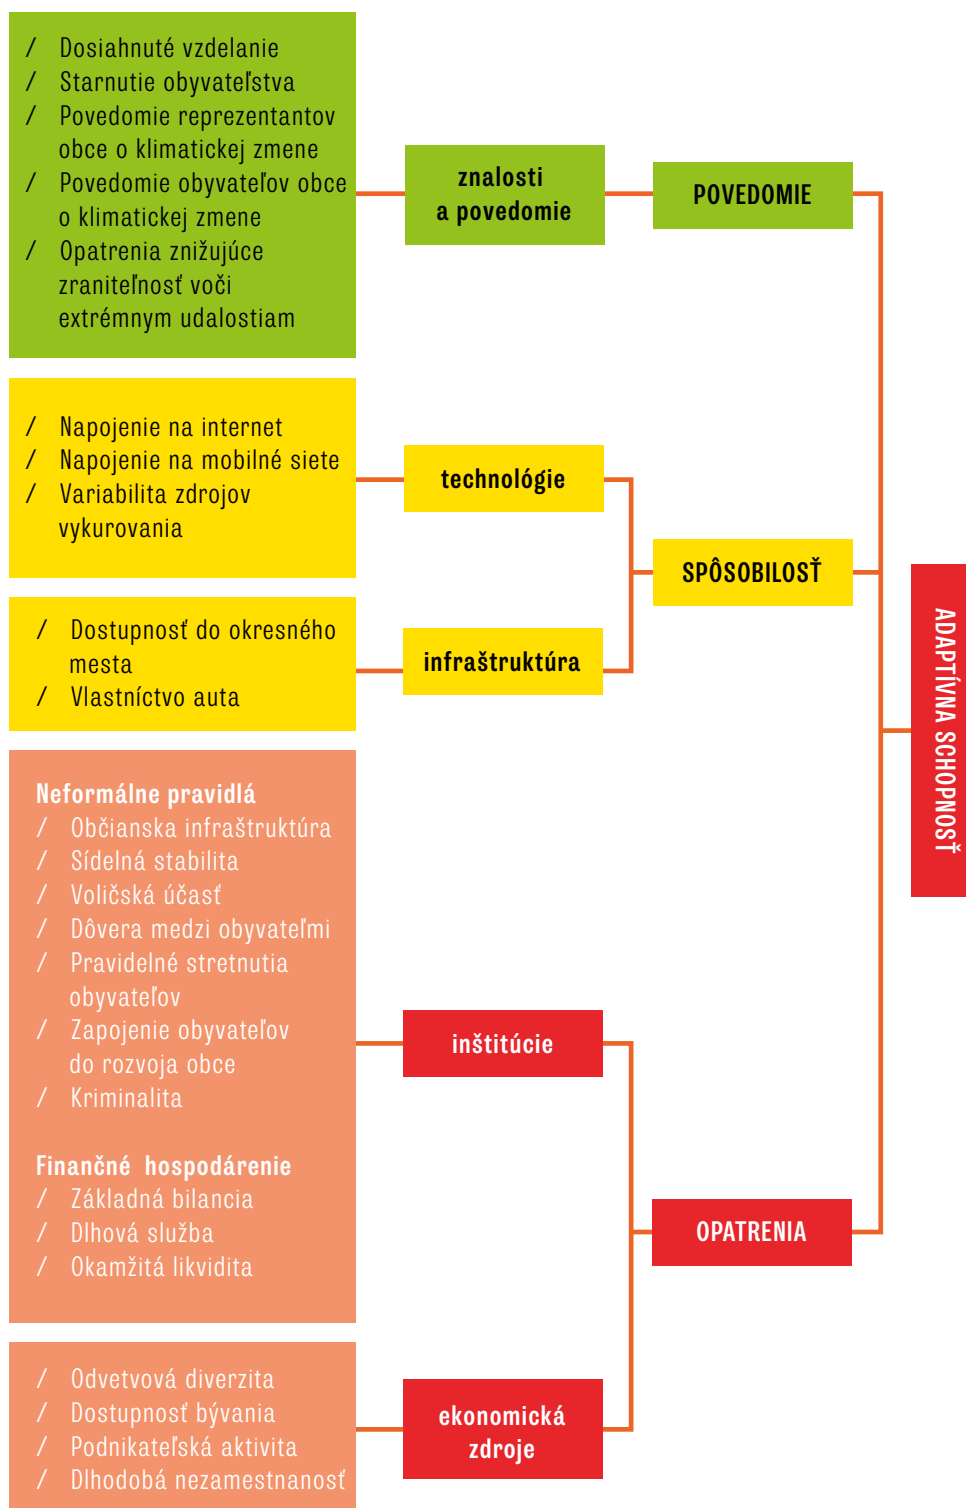 / Dosiahnuté vzdelanie
/ Starnutie obyvateľstva
/ Povedomie reprezentantov
obce o klimatickej zmene
/ Povedomie obyvateľov obce
o klimatickej zmene
/ Opatrenia znižujúce
zraniteľnosť voči
extrémnym udalostiam
znalosti
a povedomie
POVEDOMIE
/ Napojenie na internet
/ Napojenie na mobilné siete
/ Variabilita zdrojov
vykurovania
technológie
/ Dostupnosť do okresného
mesta
/ Vlastníctvo auta
infraštruktúra
SPÔSOBILOSŤ
Neformálne pravidlá
/ Občianska infraštruktúra
/ Sídelná stabilita
/ Voličská účasť
/ Dôvera medzi obyvateľmi
/ Pravidelné stretnutia
obyvateľov
/ Zapojenie obyvateľov
do rozvoja obce
/ Kriminalita
Finančné hospodárenie
/ Základná bilancia
/ Dlhová služba
/ Okamžitá likvidita
inštitúcie
/ Odvetvová diverzita
/ Dostupnosť bývania
/ Podnikateľská aktivita
/ Dlhodobá nezamestnanosť
ekonomická
zdroje
OPATRENIA
ADAPTÍVNA SCHOPNOSŤ